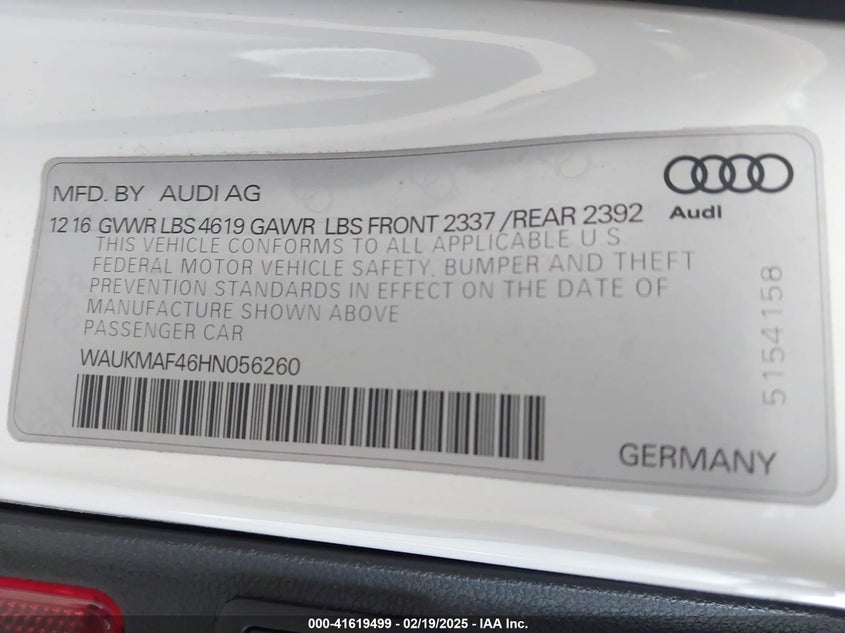 MFD. BY AUDI AG
Audi
12 16 GVWR LBS 4619 GAWR LBS FRONT 2337 /REAR 2392
THIS VEHICLE CONFORMS TO ALL APPLICABLE U.S.
FEDERAL MOTOR VEHICLE SAFETY, BUMPER AND THEFT
PREVENTION STANDARDS IN EFFECT ON THE DATE OF
MANUFACTURE SHOWN ABOVE
PASSENGER CAR
WAUKMAF46HN056260
5154158
GERMANY
000-41619499 — 02/19/2025 — IAA Inc.